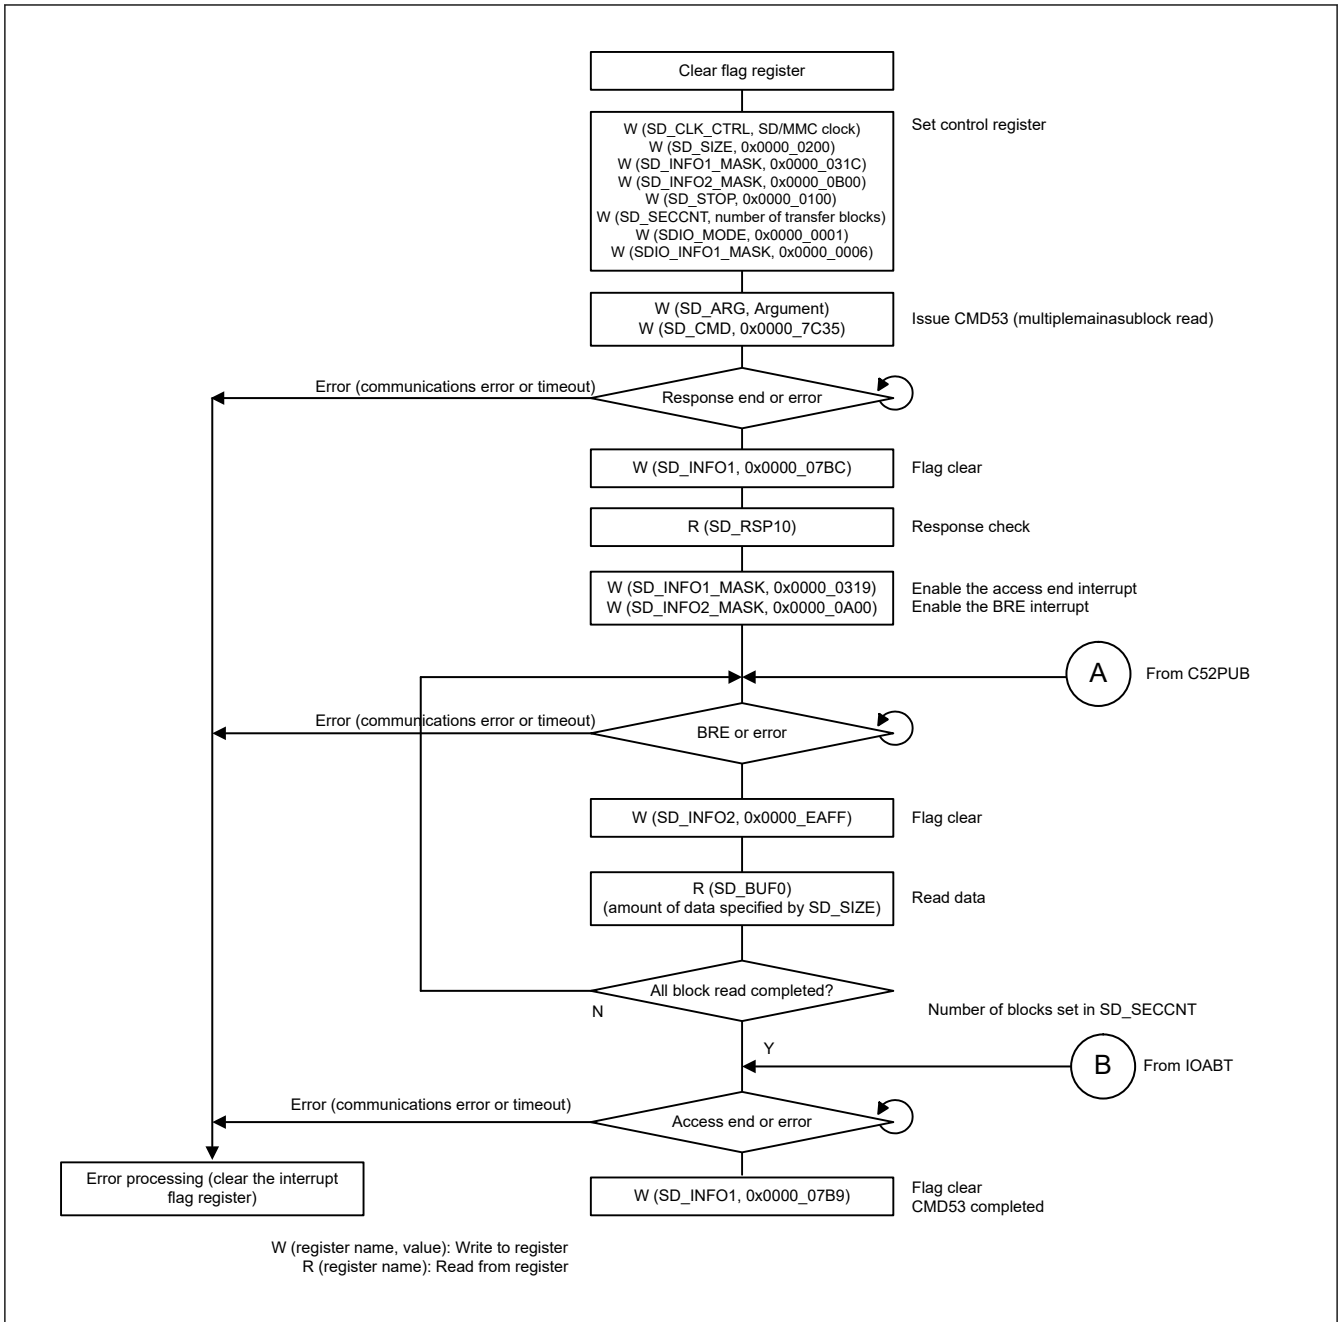 Clear flag register
W (SD_CLK_CTRL, SD/MMC clock)
W (SD_SIZE, 0x0000_0200)
W (SD_INFO1_MASK, 0x0000_031C)
W (SD_INFO2_MASK, 0x0000_0B00)
W (SD_STOP, 0x0000_0100)
W (SD_SECCNT, number of transfer blocks)
W (SDIO_MODE, 0x0000_0001)
W (SDIO_INFO1_MASK, 0x0000_0006)
Set control register
W (SD_ARG, Argument)
W (SD_CMD, 0x0000_7C35)
Issue CMD53 (multiplemainasublock read)
Error (communications error or timeout)
Response end or error
W (SD_INFO1, 0x0000_07BC)
Flag clear
R (SD_RSP10)
Response check
W (SD_INFO1_MASK, 0x0000_0319)
W (SD_INFO2_MASK, 0x0000_0A00)
Enable the access end interrupt
Enable the BRE interrupt
A
From C52PUB
Error (communications error or timeout)
BRE or error
W (SD_INFO2, 0x0000_EAFF)
Flag clear
R (SD_BUF0)
(amount of data specified by SD_SIZE)
Read data
All block read completed?
N
Number of blocks set in SD_SECCNT
Y
B
From IOABT
Error (communications error or timeout)
Access end or error
Error processing (clear the interrupt
flag register)
W (SD_INFO1, 0x0000_07B9)
Flag clear
CMD53 completed
W (register name, value): Write to register
R (register name): Read from register